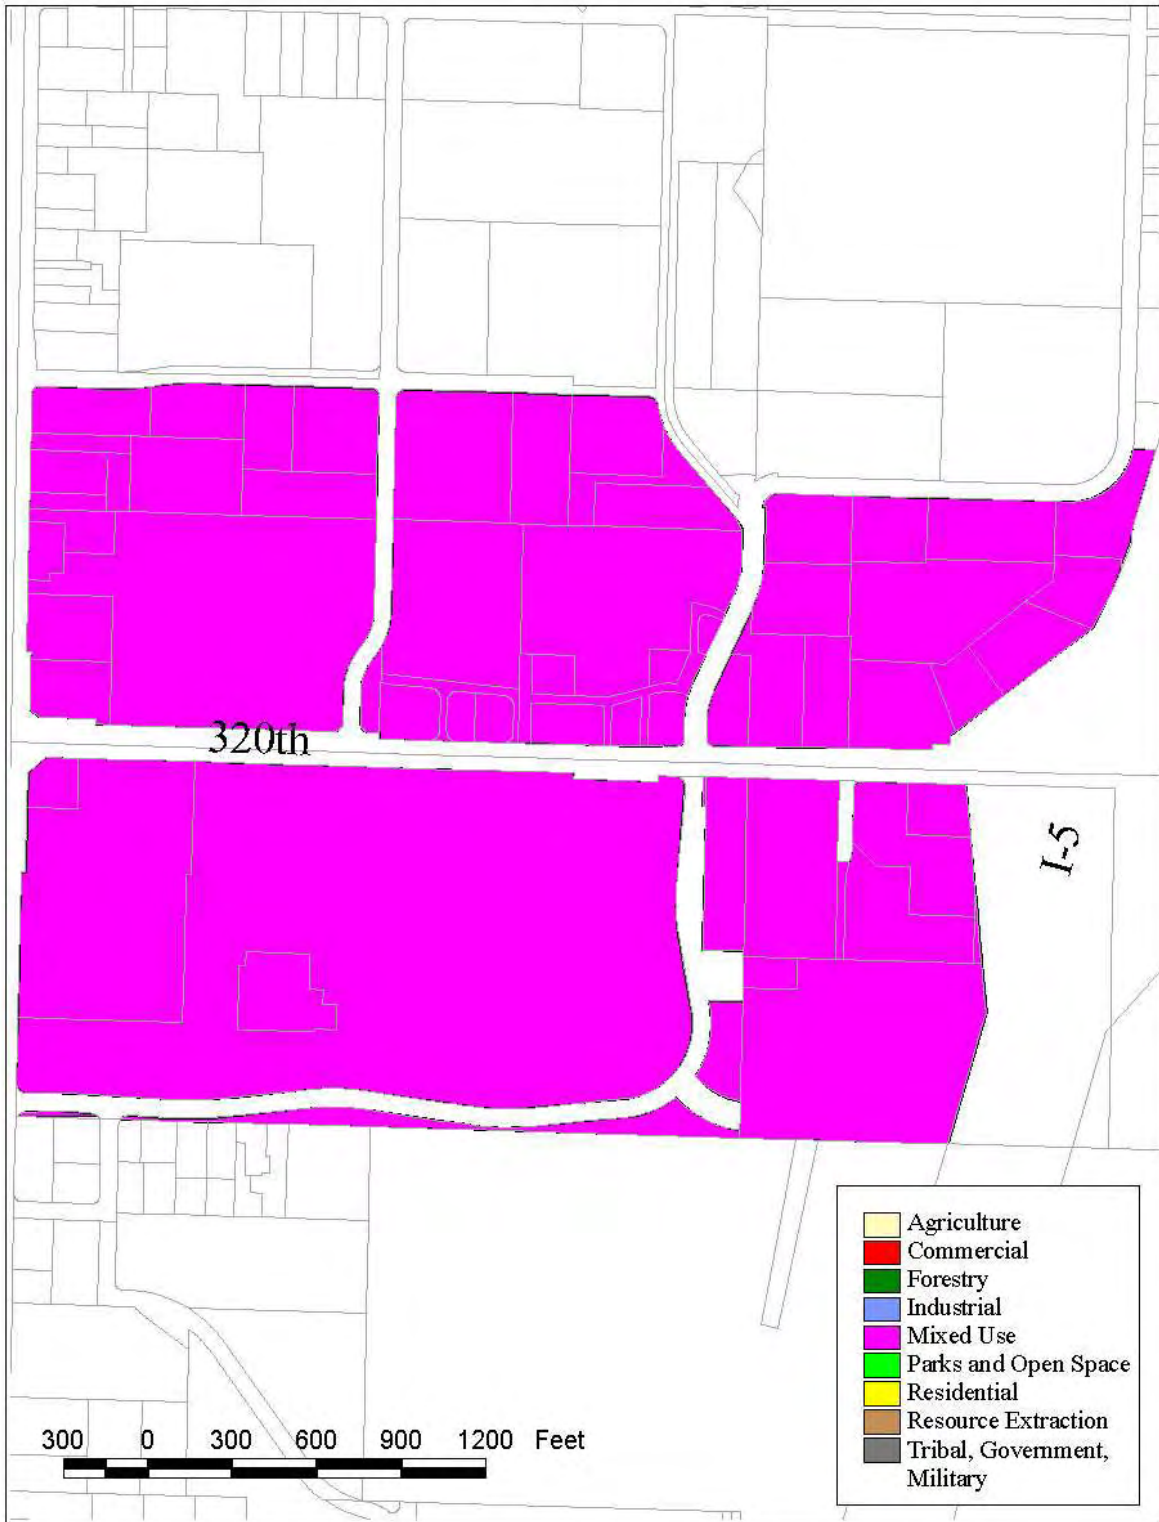 320th
I-5
Agriculture
Commercial
Forestry
Industrial
Mixed Use
Parks and Open Space
Residential
Resource Extraction
Tribal, Government,
Military
300 0 300 600 900 1200 Feet